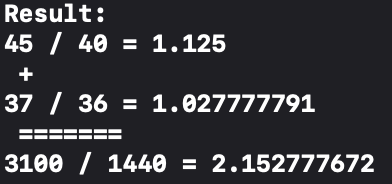 Result:
45 / 40 = 1.125
+
37 / 36 = 1.027777791
=======
3100 / 1440 = 2.152777672